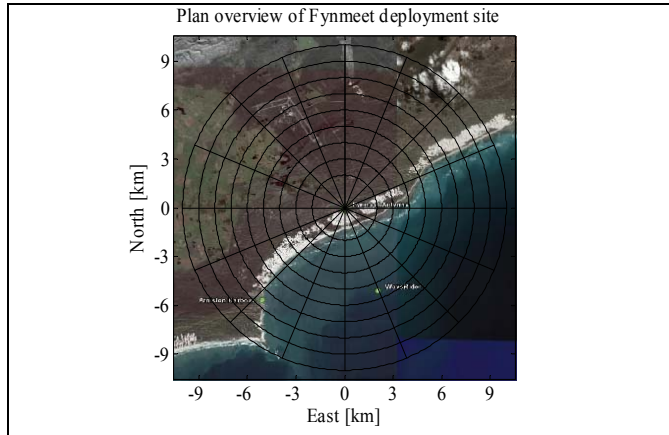 Plan overview of Fynmeet deployment site
9
6
3
0
-3
-6
-9
North [km]
WaveRider
-9 -6 -3 0 3 6 9
East [km]